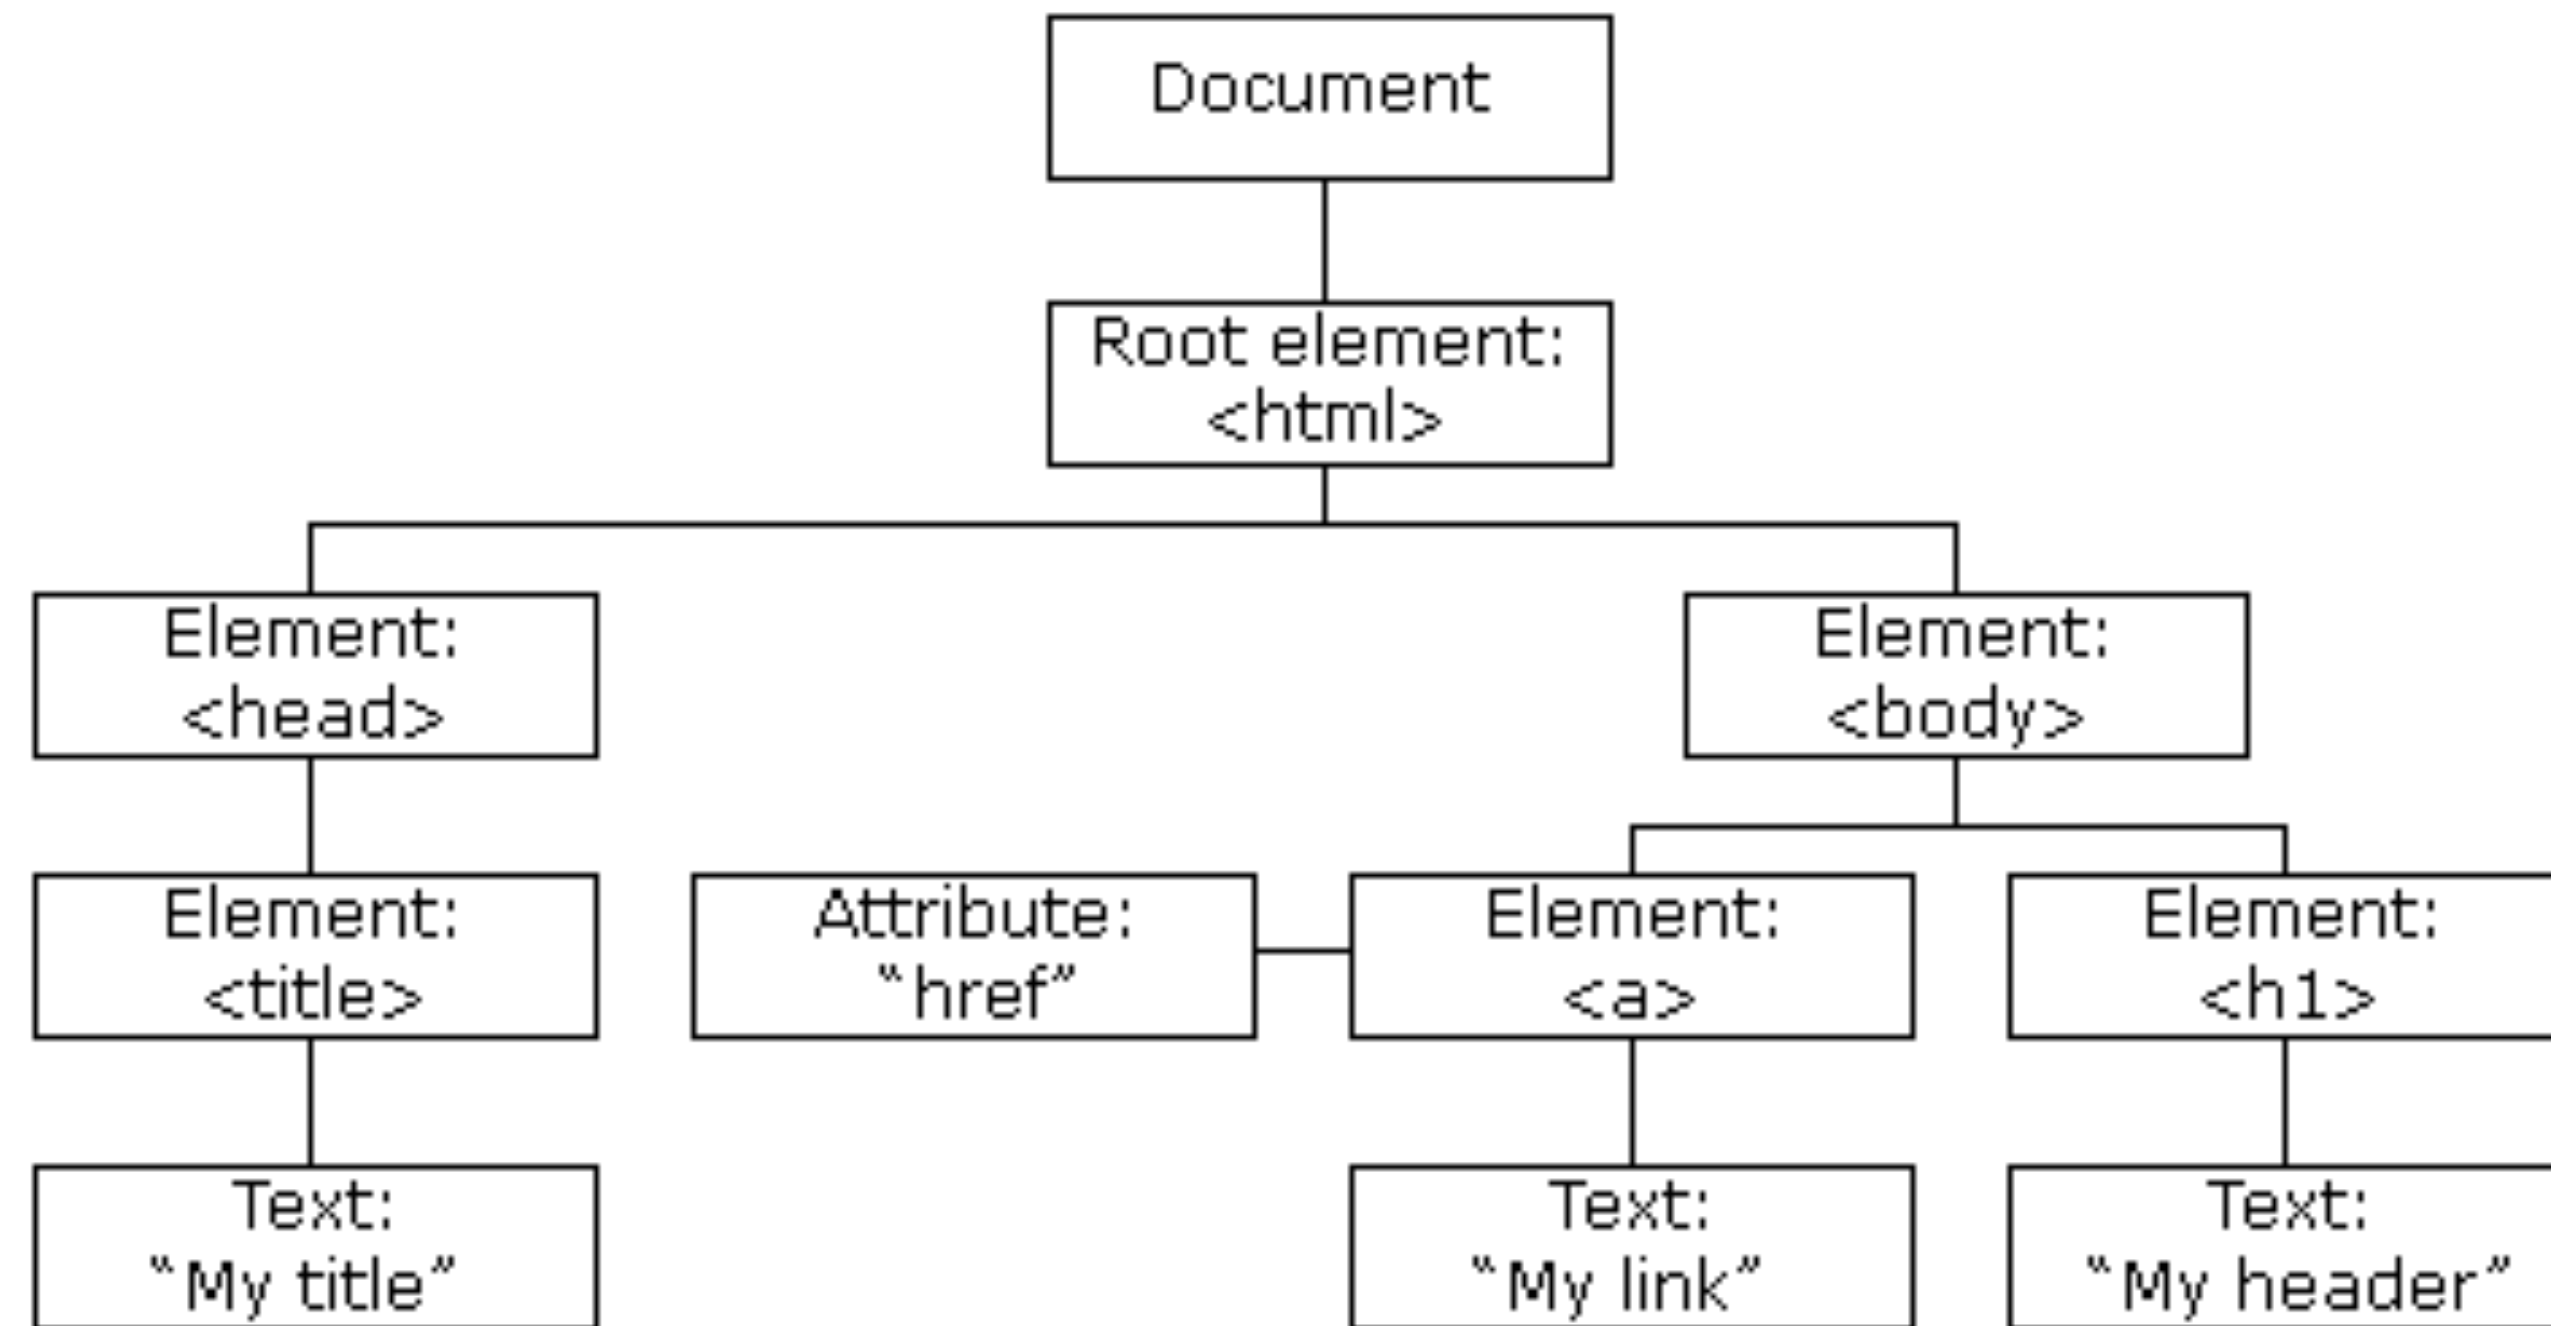 Document
Root element:
<html>
Element:
<head>
Element:
<body>
Element:
<title>
Attribute:
“href”
Element:
<a>
Element:
<h1>
Text:
“My title”
Text:
“My link”
Text:
“My header”